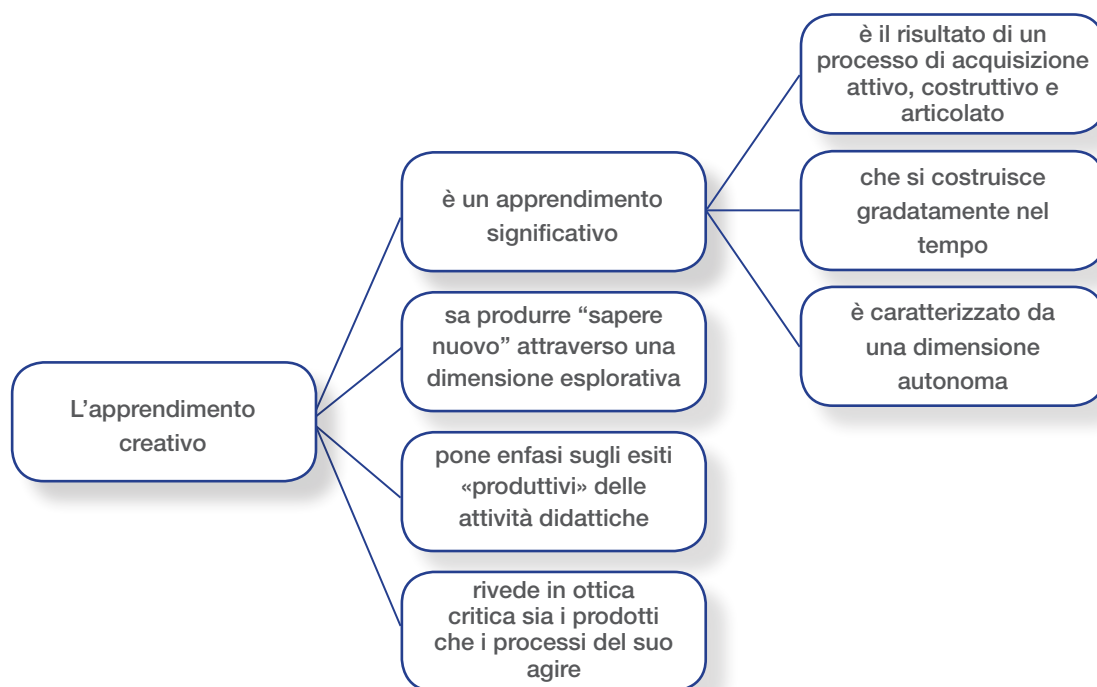 L’apprendimento
creativo
è un apprendimento
significativo
è il risultato di un
processo di acquisizione
attivo, costruttivo e
articolato
che si costruisce
gradatamente nel
tempo
è caratterizzato da
una dimensione
autonoma
sa produrre “sapere
nuovo” attraverso una
dimensione esplorativa
pone enfasi sugli esiti
«produttivi» delle
attività didattiche
rivede in ottica
critica sia i prodotti
che i processi del suo
agire